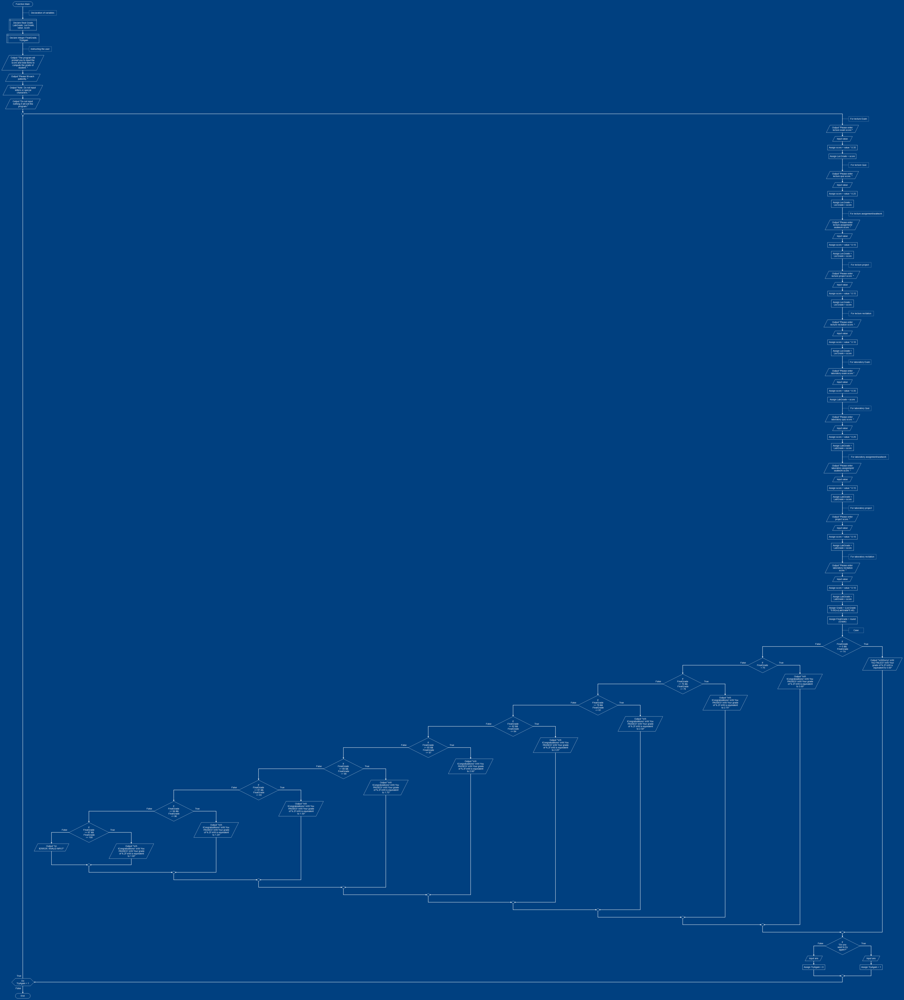 Function Main
Declaration of variables
Declare Real Grade,
LabGrade, LecGrade,
value, score
Declare Integer FinalGrade,
TryAgain
Instructing the user
Output "The program will
prompt you to input the
score and total items to
compute the grade of
student. "
Output "Please fill each
patiently. "
Output "Note: Do not input
letters or special
characters. "
Output "Do not input
nothing it will exit the
program."
For lecture Exam
Output "Please enter
lecture exam score:"
Input value
Assign score = value * 0.35
Assign LecGrade = score
For lecture Quiz
Output "Please enter
lecture quiz score: "
Input value
Assign score = value * 0.25
Assign LecGrade =
LecGrade + score
For lecture assignment/seatwork
Output "Please enter
lecture assignment/
seatwork score: "
Input value
Assign score = value * 0.15
Assign LecGrade =
LecGrade + score
For lecture project
Output "Please enter
lecture project score: "
Input value
Assign score = value * 0.15
Assign LecGrade =
LecGrade + score
For lecture recitation
Output "Please enter
lecture recitation score: "
Input value
Assign score = value * 0.10
Assign LecGrade =
LecGrade + score
For laboratory Exam
Output "Please enter
laboratory exam score:"
Input value
Assign score = value * 0.35
Assign LabGrade = score
For laboratory Quiz
Output "Please enter
laboratory quiz score: "
Input value
Assign score = value * 0.25
Assign LabGrade =
LabGrade + score
For laboratory assignment/seatwork
Output "Please enter
laboratory assignment/
seatwork score: "
Input value
Assign score = value * 0.15
Assign LabGrade =
LabGrade + score
For laboratory project
Output "Please enter
project score: "
Input value
Assign score = value * 0.15
Assign LabGrade =
LabGrade + score
For laboratory recitation
Output "Please enter
laboratory recitation
score: "
Input value
Assign score = value * 0.10
Assign LabGrade =
LabGrade + score
Assign Grade = (LecGrade
*0.60)+(LabGrade*0.40)
Assign FinalGrade = round
(Grade)
Case
If
FinalGrade
>= 0 &&
FinalGrade
<= 74
False
True
Output "\n\t\tSorry! \n\t\t
You FAILED! \n\t\t Your
grade of %.2f \n\t\t is
equivalent to 5.00"
If
FinalGrade
= 75
False
True
Output "\n\t\
tCongratulations! \n\t\t You
PASSED! \n\t\t Your grade
of %.2f \n\t\t is equivalent
to 3.00"
If
FinalGrade
>= 76 &&
FinalGrade
<= 78
False
True
Output "\n\t\
tCongratulations! \n\t\t You
PASSED! \n\t\t Your grade
of %.2f \n\t\t is equivalent
to 2.75"
If
FinalGrade
>= 79 &&
FinalGrade
<= 81
False
True
Output "\n\t\
tCongratulations! \n\t\t You
PASSED! \n\t\t Your grade
of %.2f \n\t\t is equivalent
to 2.50"
If
FinalGrade
>= 82 &&
FinalGrade
<= 84
False
True
Output "\n\t\
tCongratulations! \n\t\t You
PASSED! \n\t\t Your grade
of %.2f \n\t\t is equivalent
to 2.25"
If
FinalGrade
>= 85 &&
FinalGrade
<= 87
False
True
Output "\n\t\
tCongratulations! \n\t\t You
PASSED! \n\t\t Your grade
of %.2f \n\t\t is equivalent
to 2.00"
If
FinalGrade
>= 88 &&
FinalGrade
<= 90
False
True
Output "\n\t\
tCongratulations! \n\t\t You
PASSED! \n\t\t Your grade
of %.2f \n\t\t is equivalent
to 1.75"
If
FinalGrade
>= 91 &&
FinalGrade
<= 93
False
True
Output "\n\t\
tCongratulations! \n\t\t You
PASSED! \n\t\t Your grade
of %.2f \n\t\t is equivalent
to 1.50"
If
FinalGrade
>= 94 &&
FinalGrade
<= 96
False
True
Output "\n\t\
tCongratulations! \n\t\t You
PASSED! \n\t\t Your grade
of %.2f \n\t\t is equivalent
to 1.25"
If
FinalGrade
>= 97 &&
FinalGrade
<= 100
False
True
Output "\n\
tERROR: INVALID INPUT"
Output "\n\t\
tCongratulations! \n\t\t You
PASSED! \n\t\t Your grade
of %.2f \n\t\t is equivalent
to 1.00"
If
"Do you
want to try
again?"
False
True
Input ans
Input ans
Assign TryAgain = 0
Assign TryAgain = 1
True
Do
TryAgain = 1
False
End